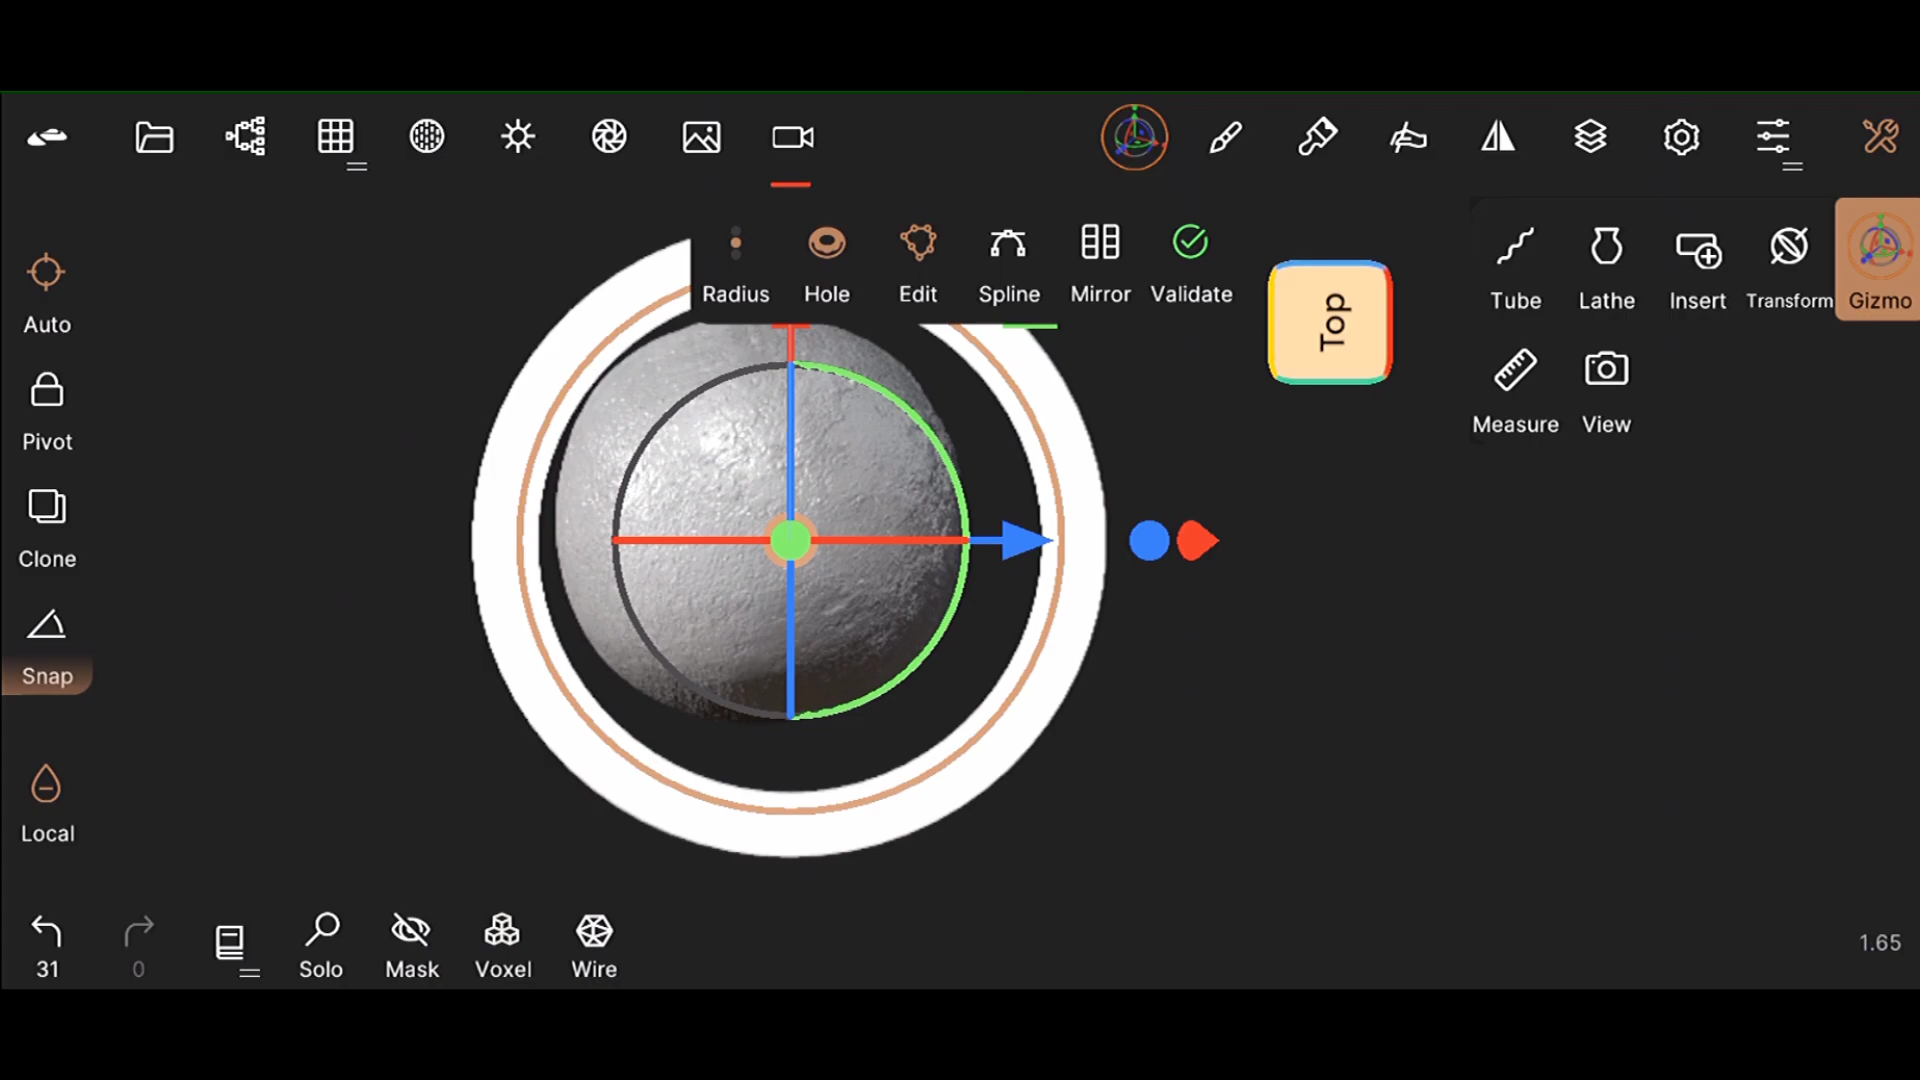 Radius Hole Edit Spline Mirror Validate
Top
Tube Lathe Insert Transform Gizmo
Measure View
Auto
Pivot
Clone
Snap
Local
31 0 Solo Mask Voxel Wire
1.65